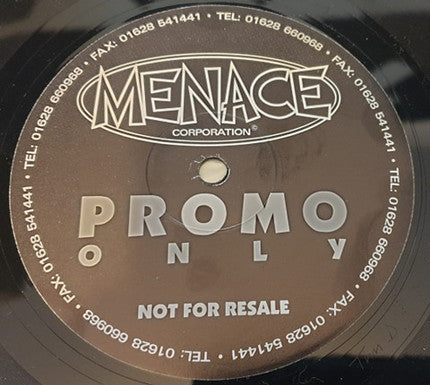 TEL: 01628 660968 • FAX: 01628 541441 • TEL: 01628 660968 • FAX: 01628 541441 • TEL: 01628 660968
MENACE
CORPORATION©
PROMO
ONLY
NOT FOR RESALE
TEL: 01628 541441 • FAX: 01628 660968 • TEL: 01628 541441 • FAX: 01628 660968